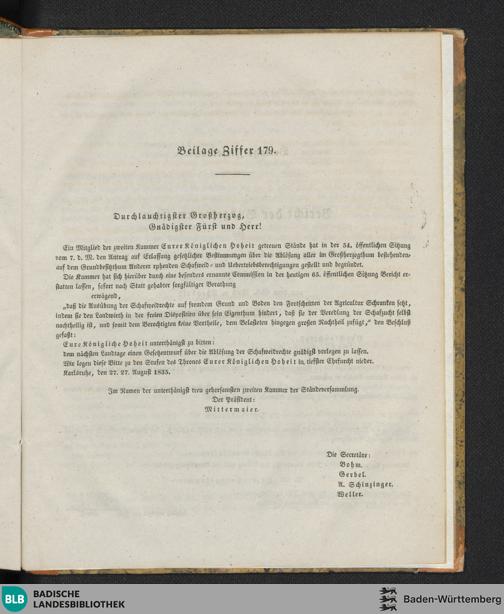 Beilage Ziffer 179.
Durchlauchtigster Großherzog,
Gnädigster Fürst und Herr!
Ein Mitglied der zweiten Kammer Eurer Königlichen Hoheit getreuen Stände hat in der 54. öffentlichen Sitzung
vom 7. d. M. den Antrag auf Erlassung gesetzlicher Bestimmungen über die Ablösung aller im Großherzogthum bestehenden,
auf dem Grundbesitzthum Anderer ruhenden Schafweid- und Uebertriebsberechtigungen gestellt und begründet.
Die Kammer hat sich hierüber durch eine besonders ernannte Commission in der heutigen 65. öffentlichen Sitzung Bericht er-
statten lassen, sofort nach Statt gehabter sorgfältiger Berathung
erwägend,
„daß die Ausübung der Schafweidrechte auf fremdem Grund und Boden den Fortschritten der Agricultur Schranken setzt,
indem sie den Landwirth in der freien Disposition über sein Eigenthum hindert, daß sie der Veredlung der Schafzucht selbst
nachtheilig ist, und somit dem Berechtigten keine Vortheile, dem Belasteten hingegen großen Nachtheil zufügt,“ den Beschluß
gefaßt:
Eure Königliche Hoheit unterthänigst zu bitten:
dem nächsten Landtage einen Gesetzentwurf über die Ablösung der Schafweidrechte gnädigst vorlegen zu lassen.
Wir legen diese Bitte zu den Stufen des Thrones Eurer Königlichen Hoheit in tiefster Ehrfurcht nieder.
Karlsruhe, den 27. August 1835.
Im Namen der unterthänigst treu gehorsamsten zweiten Kammer der Ständeversammlung.
Der Präsident:
Mittermaier.
Die Secretäre:
Bohm.
Gerbel.
A. Schinzinger.
Weller.
BLB BADISCHE
LANDESBIBLIOTHEK
Baden-Württemberg